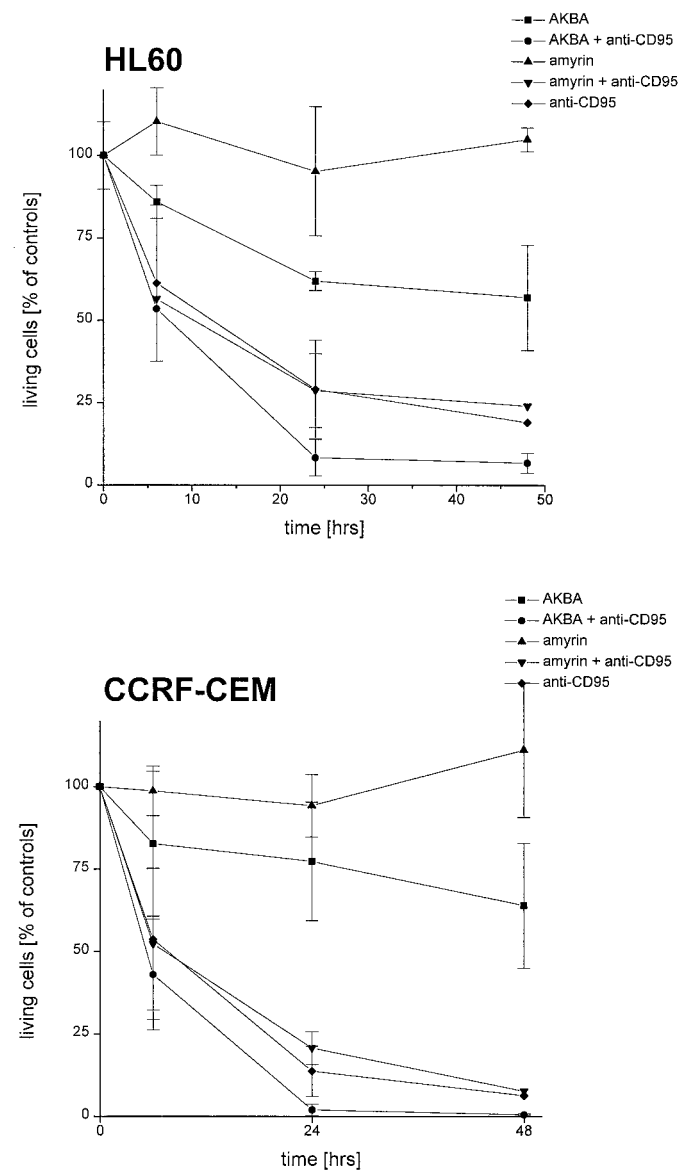 AKBA
AKBA + anti-CD95
amyrin
amyrin + anti-CD95
anti-CD95
HL60
100
75
50
25
0
living cells [% of controls]
0 10 20 30 40 50
time [hrs]
AKBA
AKBA + anti-CD95
amyrin
amyrin + anti-CD95
anti-CD95
CCRF-CEM
100
75
50
25
0
living cells [% of controls]
0 24 48
time [hrs]